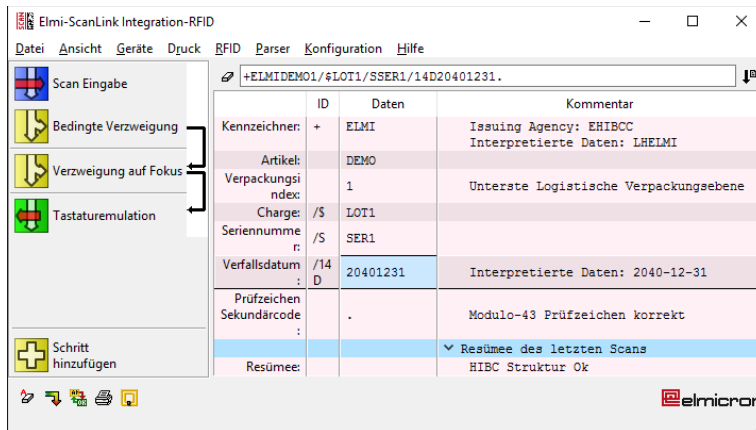 Elmi-ScanLink Integration-RFID
Datei Ansicht Geräte Druck RFID Parser Konfiguration Hilfe
Scan Eingabe
Bedingte Verzweigung
Verzweigung auf Fokus
Tastaturemulation
Schritt
hinzufügen
+ELMIDEMO1/$LOT1/SSER1/14D20401231.
ID Daten Kommentar
Kennzeichner: + ELMI Issuing Agency: EHIBCC
Interpretierte Daten: LHELMI
Artikel: DEMO
Verpackungsi
ndex: 1 Unterste Logistische Verpackungsebene
Charge: /$ LOT1
Seriennumme
r: /S SER1
Verfallsdatum
: /14
D 20401231 Interpretierte Daten: 2040-12-31
Prüfzeichen
Sekundärcode
: . Modulo-43 Prüfzeichen korrekt
Resümee des letzten Scans
Resümee: HIBC Struktur Ok
elmicron